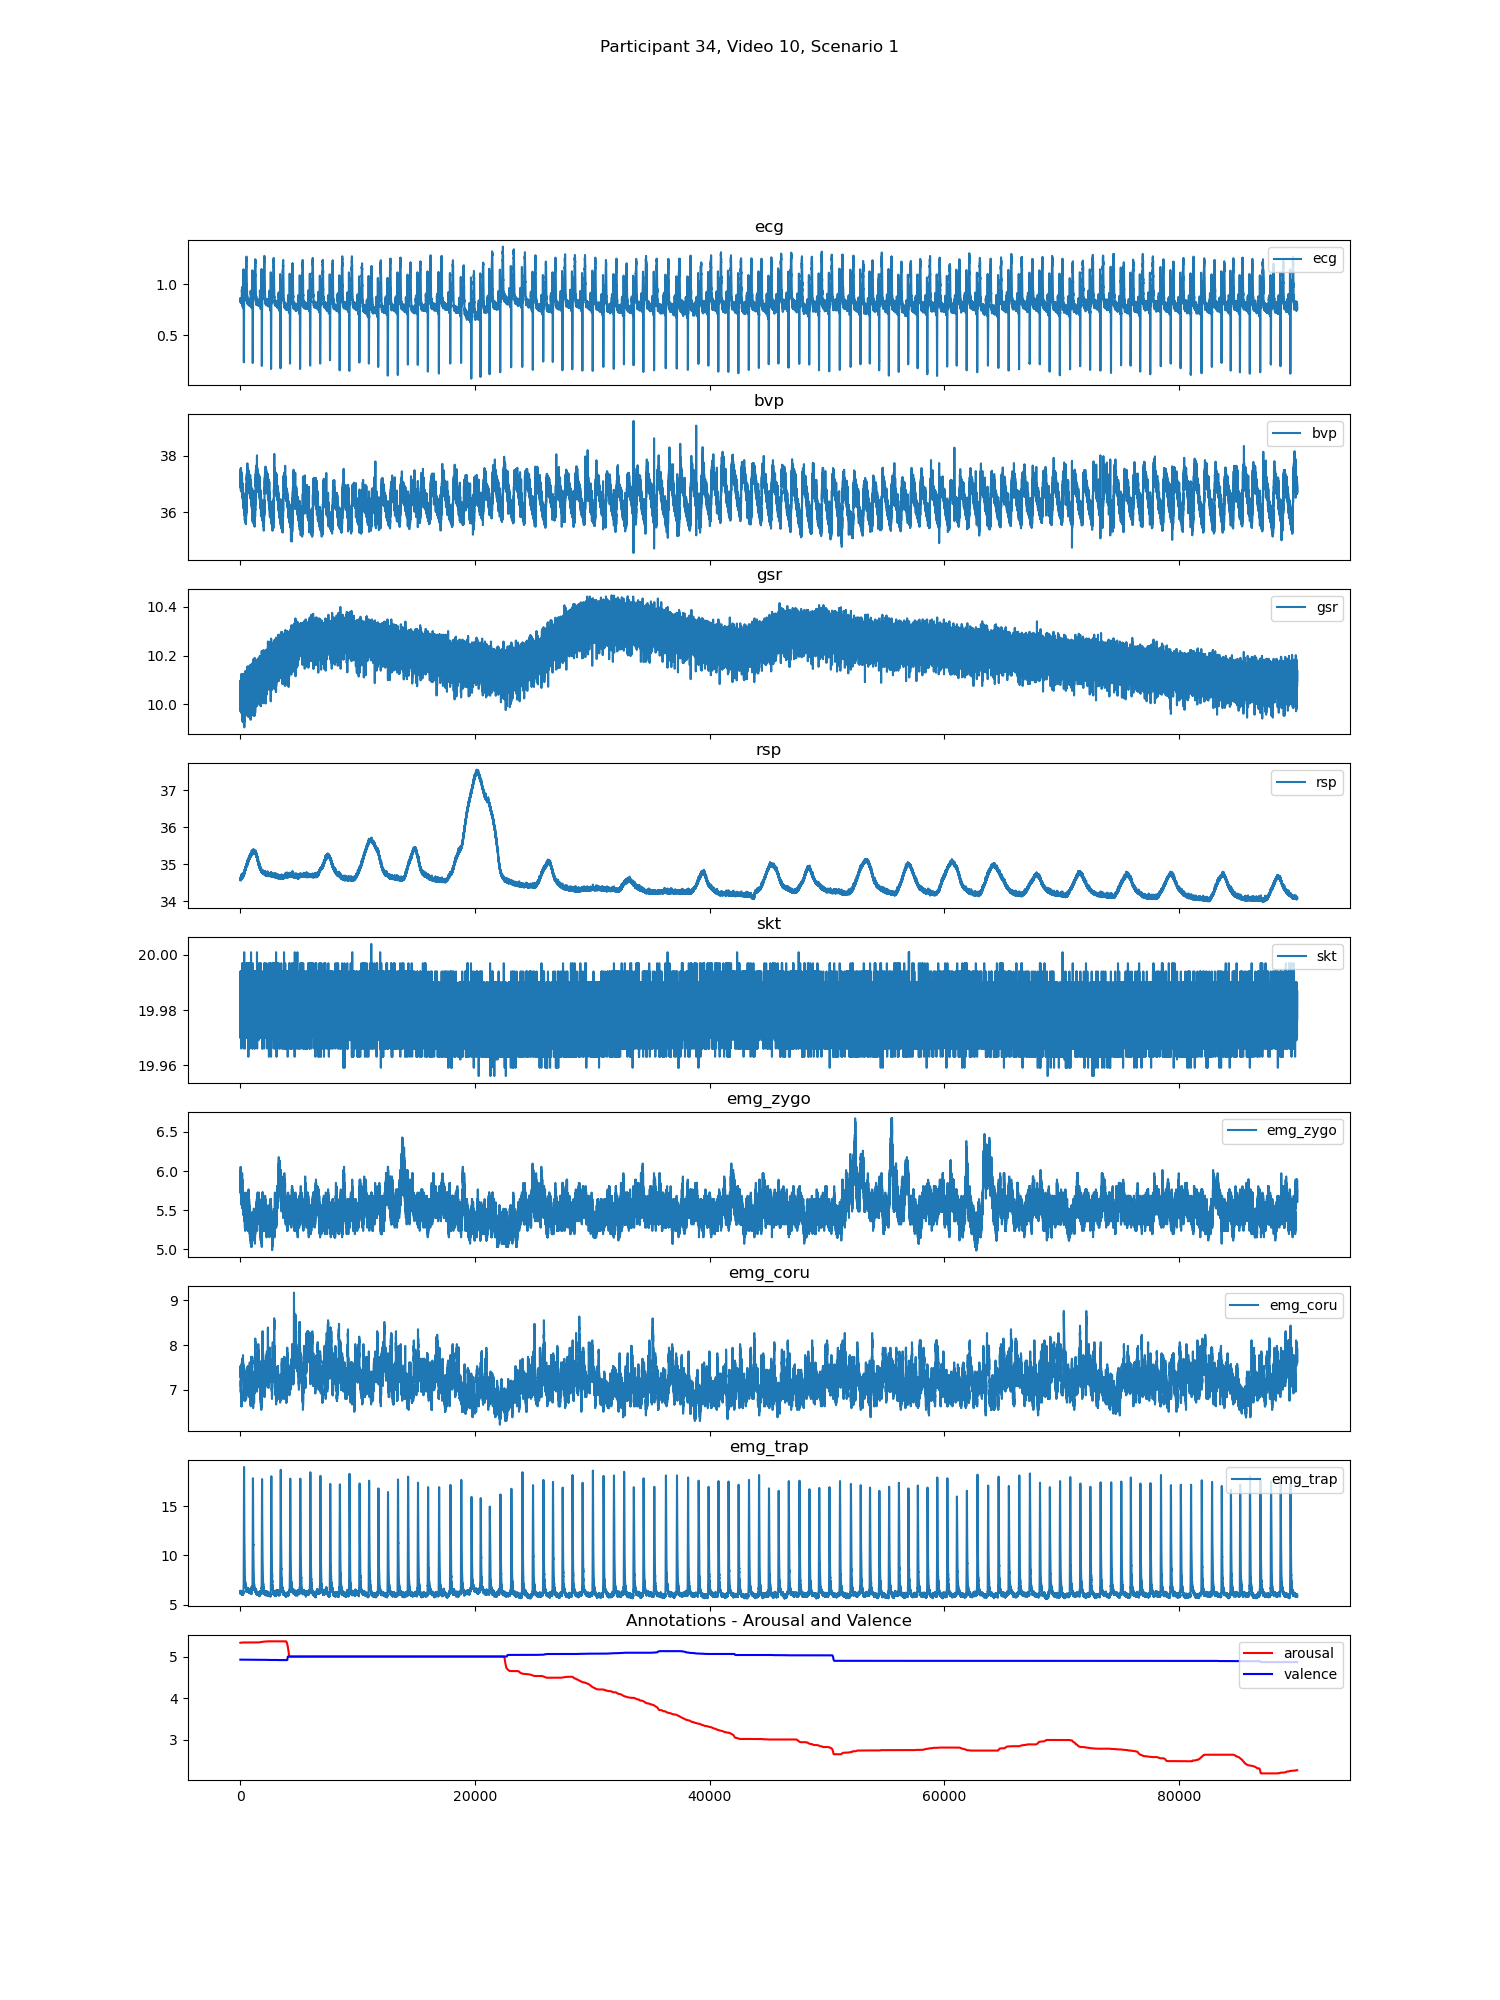 Participant 34, Video 10, Scenario 1
ecg
1.0
0.5
ecg
bvp
38
36
bvp
gsr
10.4
10.2
10.0
gsr
rsp
37
36
35
34
rsp
skt
20.00
19.98
19.96
skt
emg_zygo
6.5
6.0
5.5
5.0
emg_zygo
emg_coru
9
8
7
emg_coru
emg_trap
15
10
5
emg_trap
Annotations - Arousal and Valence
5
4
3
arousal
valence
0 20000 40000 60000 80000